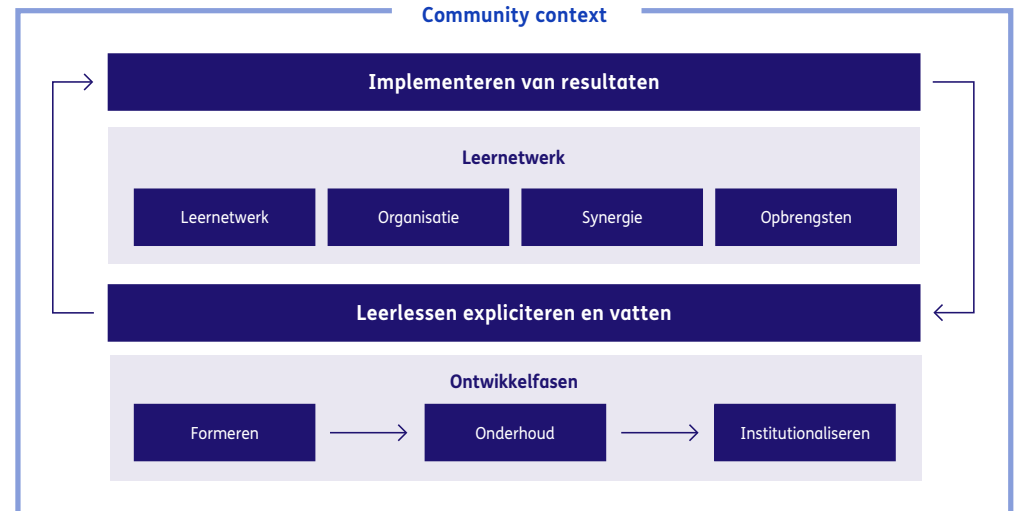 Community context
Implementeren van resultaten
Leernetwerk
Leernetwerk
Organisatie
Synergie
Opbrengsten
Leerlessen expliciteren en vatten
Ontwikkelfasen
Formeren
Onderhoud
Institutionaliseren